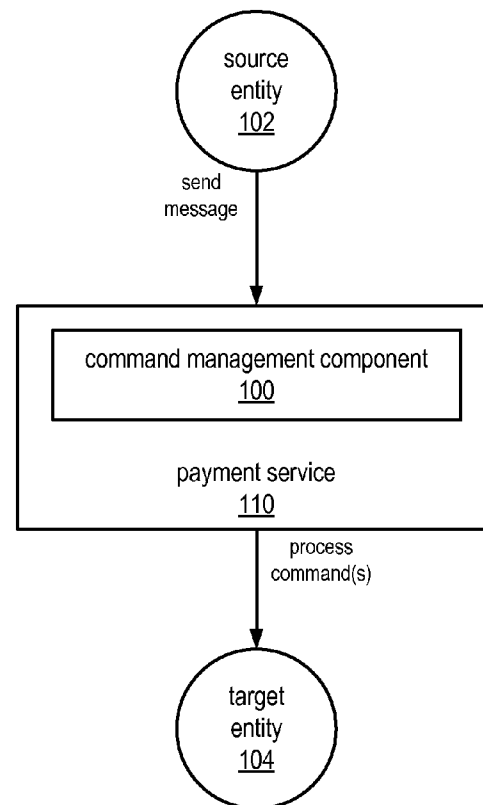 source
entity
102
send
message
command management component
100
payment service
110
process
command(s)
target
entity
104